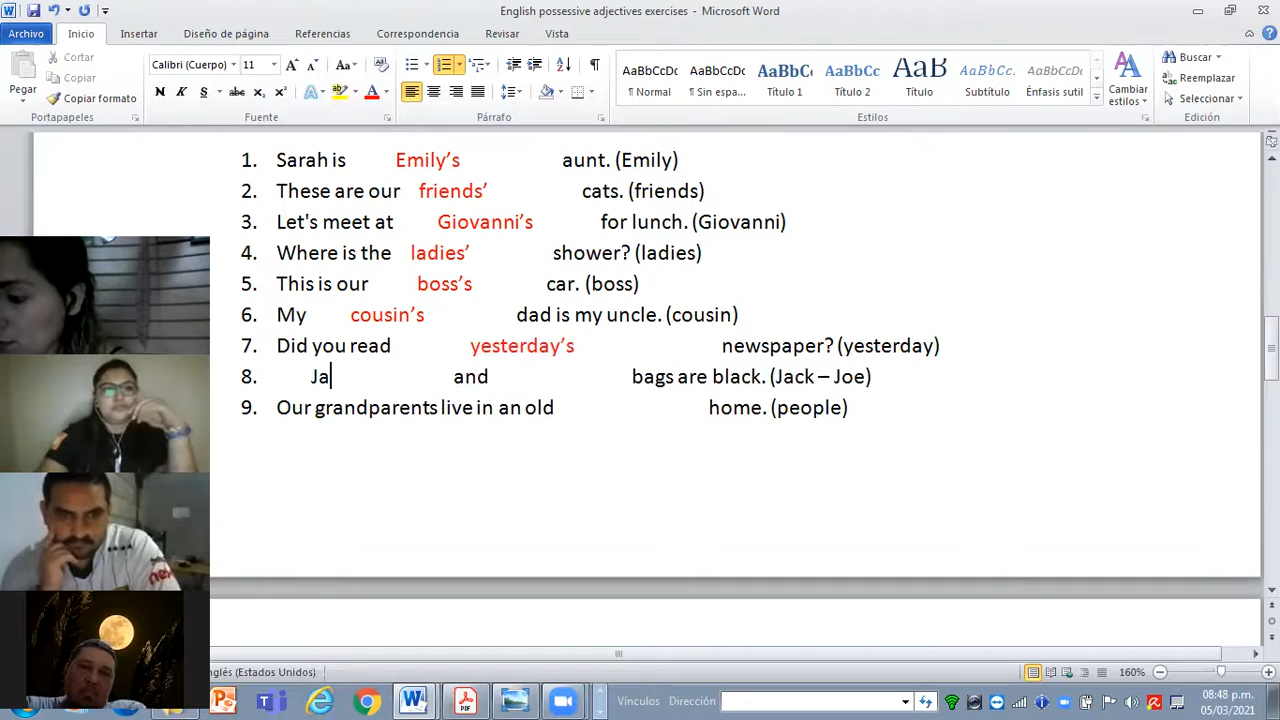 English possessive adjectives exercises - Microsoft Word
Archivo Inicio Insertar Diseño de página Referencias Correspondencia Revisar Vista
Cortar Calibri (Cuerpo) 11 Buscar
Copiar Reemplazar
Pegar Copiar formato Cambiar estilos Seleccionar
AaBbCcDc AaBbCcDc AaBbC AaBbCc AaB AaBbCc. AaBbCcDc
¶ Normal ¶ Sin espa... Título 1 Título 2 Título Subtítulo Énfasis sutil
Portapapeles Fuente Párrafo Estilos Edición
1. Sarah is Emily’s aunt. (Emily)
2. These are our friends’ cats. (friends)
3. Let's meet at Giovanni’s for lunch. (Giovanni)
4. Where is the ladies’ shower? (ladies)
5. This is our boss’s car. (boss)
6. My cousin’s dad is my uncle. (cousin)
7. Did you read yesterday’s newspaper? (yesterday)
8. Ja and bags are black. (Jack – Joe)
9. Our grandparents live in an old home. (people)
nglés (Estados Unidos) 160%
Vínculos Dirección 08:48 p.m.
05/03/2021